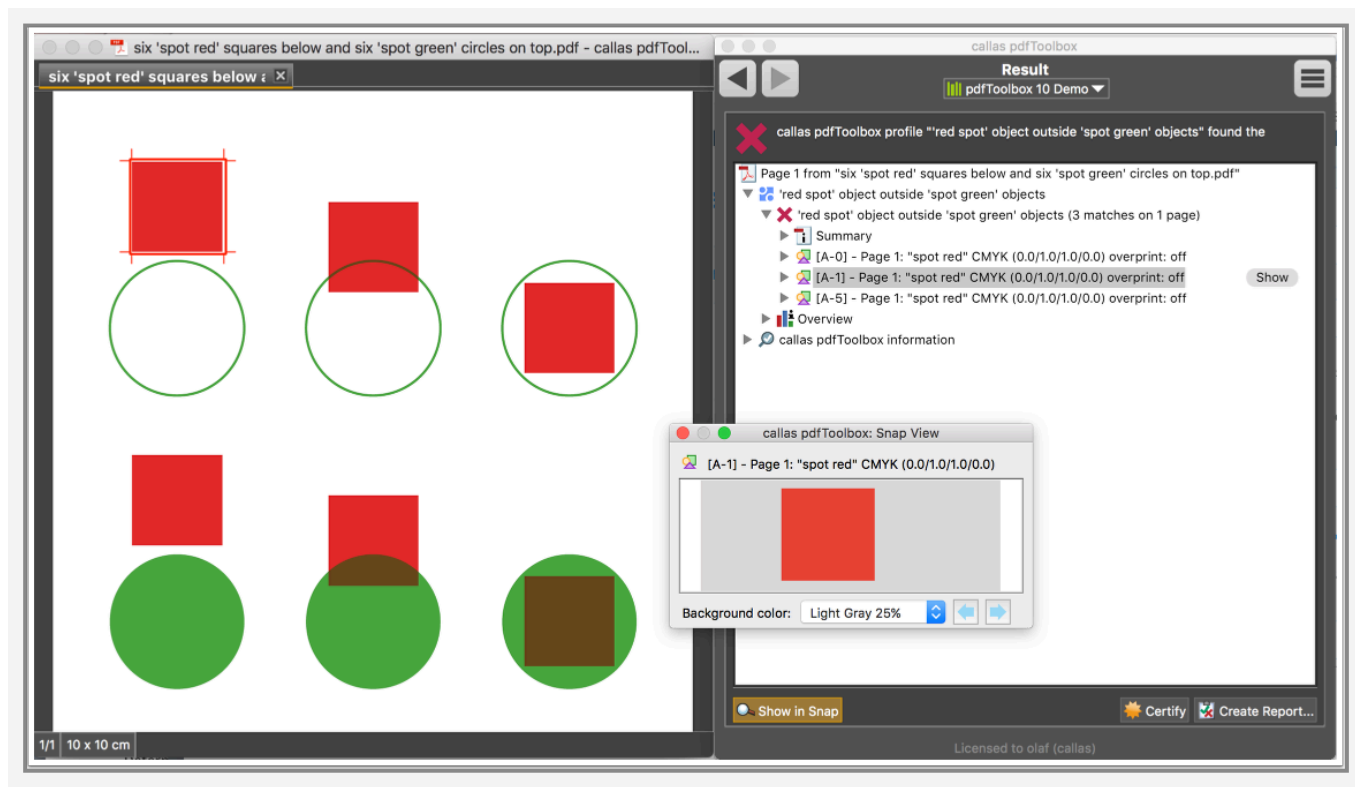 six 'spot red' squares below and six 'spot green' circles on top.pdf - callas pdfTool...
six 'spot red' squares below a
1/1 10 x 10 cm
callas pdfToolbox
Result
pdfToolbox 10 Demo
callas pdfToolbox profile "'red spot' object outside 'spot green' objects" found the
Page 1 from "six 'spot red' squares below and six 'spot green' circles on top.pdf"
'red spot' object outside 'spot green' objects
'red spot' object outside 'spot green' objects (3 matches on 1 page)
Summary
[A-0] - Page 1: "spot red" CMYK (0.0/1.0/1.0/0.0) overprint: off
[A-1] - Page 1: "spot red" CMYK (0.0/1.0/1.0/0.0) overprint: off Show
[A-5] - Page 1: "spot red" CMYK (0.0/1.0/1.0/0.0) overprint: off
Overview
callas pdfToolbox information
callas pdfToolbox: Snap View
[A-1] - Page 1: "spot red" CMYK (0.0/1.0/1.0/0.0)
Background color: Light Gray 25%
Show in Snap Certify Create Report...
Licensed to olaf (callas)